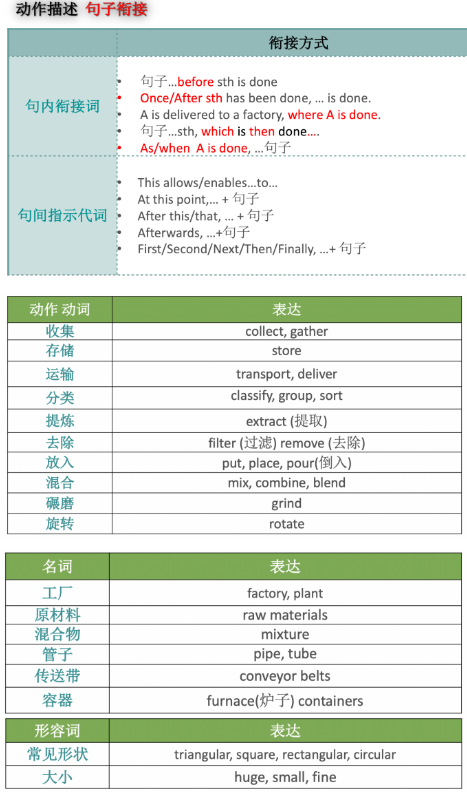 动作描述 句子衔接
衔接方式
句内衔接词
• 句子…before sth is done
• Once/After sth has been done, … is done.
• A is delivered to a factory, where A is done.
• 句子…sth, which is then done….
• As/when A is done, …句子
句间指示代词
• This allows/enables…to…
• At this point,… + 句子
• After this/that, … + 句子
• Afterwards, …+句子
• First/Second/Next/Then/Finally, …+ 句子
动作 动词 表达
收集 collect, gather
存储 store
运输 transport, deliver
分类 classify, group, sort
提炼 extract (提取)
去除 filter (过滤) remove (去除)
放入 put, place, pour(倒入)
混合 mix, combine, blend
碾磨 grind
旋转 rotate
名词 表达
工厂 factory, plant
原材料 raw materials
混合物 mixture
管子 pipe, tube
传送带 conveyor belts
容器 furnace(炉子) containers
形容词 表达
常见形状 triangular, square, rectangular, circular
大小 huge, small, fine